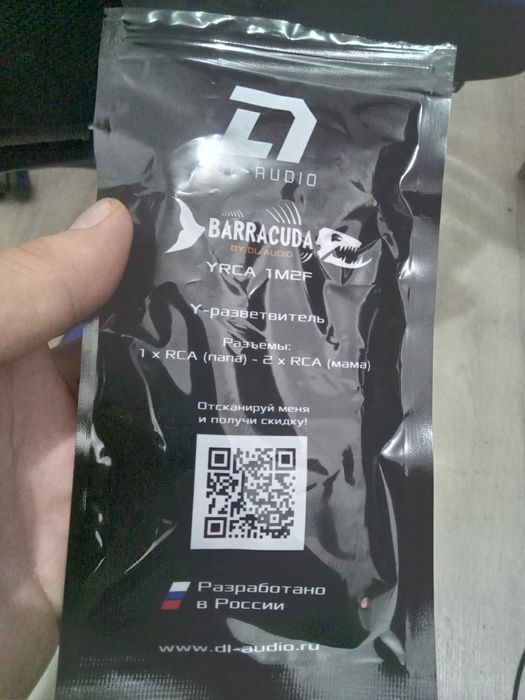 DL AUDIO
BARRACUDA
BY DL AUDIO
YRCA 1M2F
Y-разветвитель
Разъемы:
1 x RCA (папа) - 2 x RCA (мама)
Отсканируй меня
и получи скидку!
Разработано
в России
www.dl-audio.ru